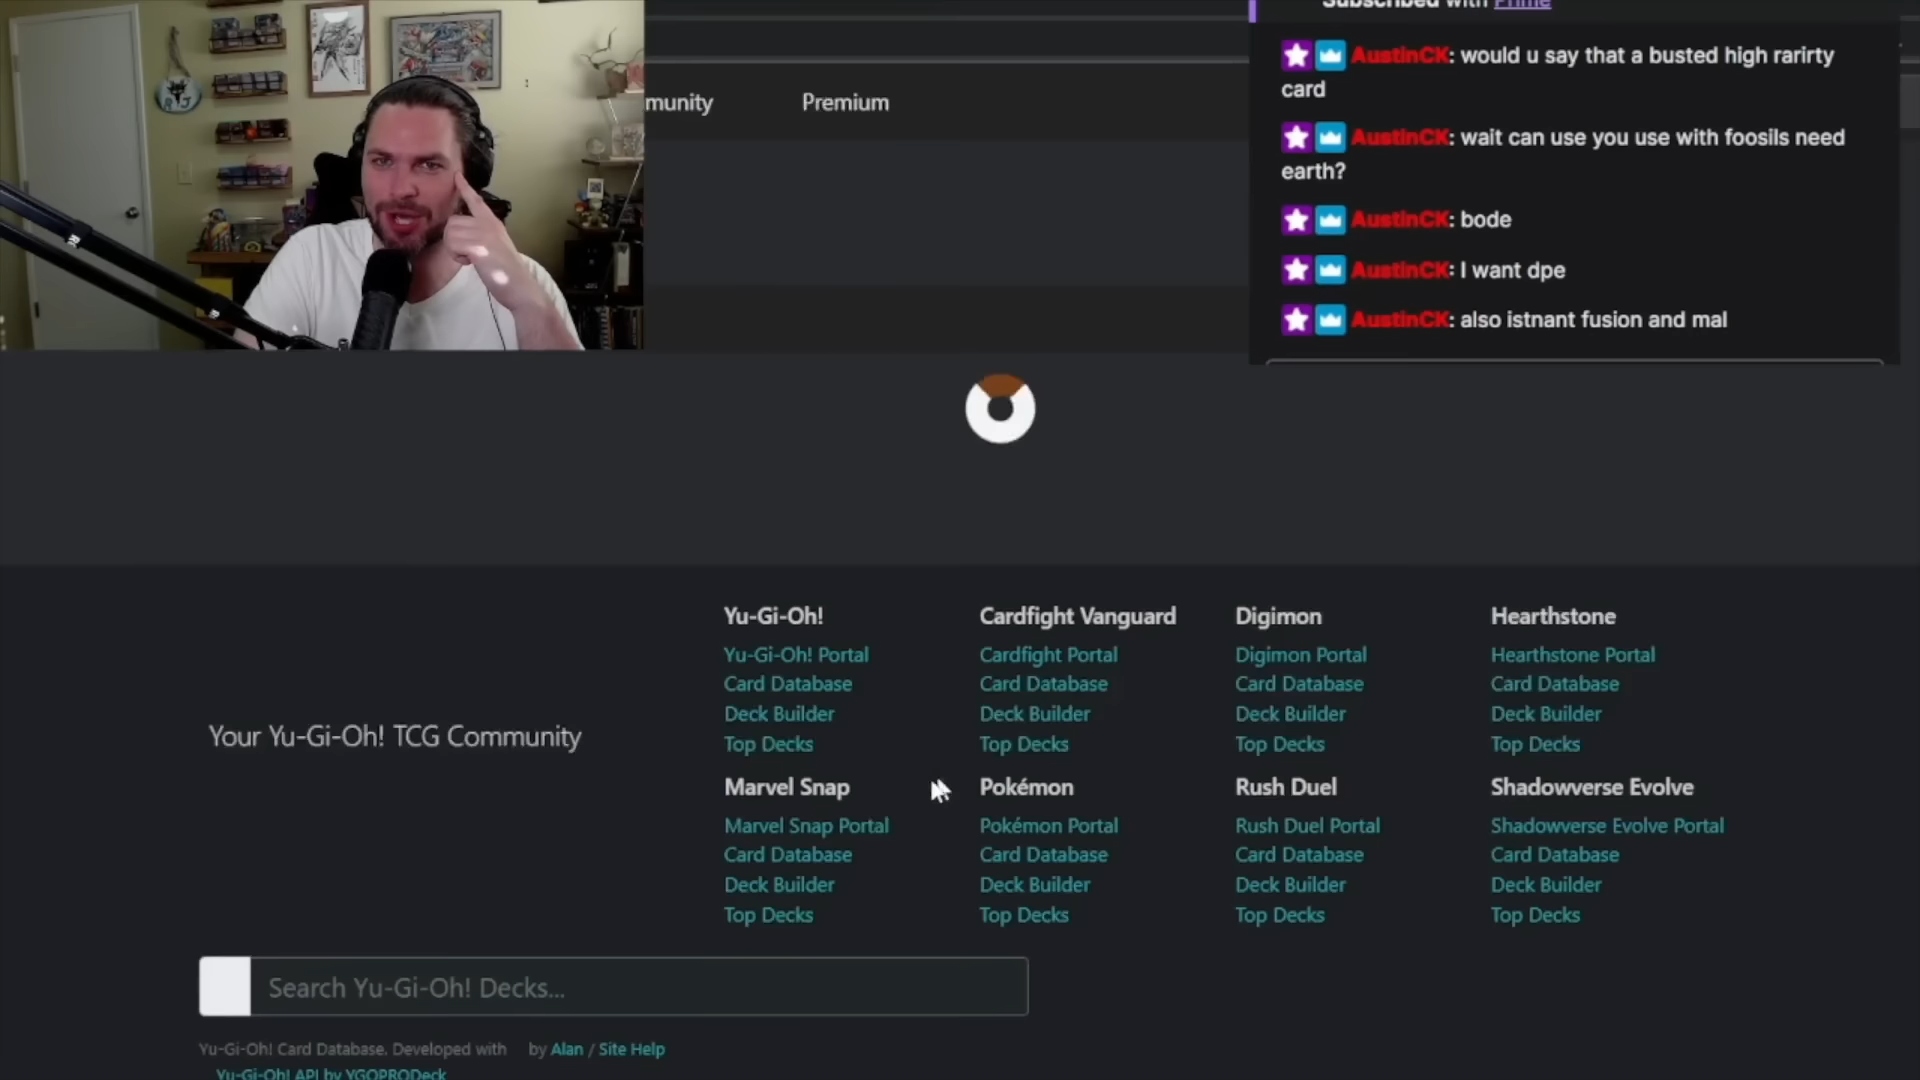 Subscribed with Prime
AustinCK: would u say that a busted high rarirty
card
AustinCK: wait can use you use with foosils need
earth?
AustinCK: bode
AustinCK: I want dpe
AustinCK: also istnant fusion and mal
munity
Premium
Your Yu-Gi-Oh! TCG Community
Yu-Gi-Oh!
Yu-Gi-Oh! Portal
Card Database
Deck Builder
Top Decks
Cardfight Vanguard
Cardfight Portal
Card Database
Deck Builder
Top Decks
Digimon
Digimon Portal
Card Database
Deck Builder
Top Decks
Hearthstone
Hearthstone Portal
Card Database
Deck Builder
Top Decks
Marvel Snap
Marvel Snap Portal
Card Database
Deck Builder
Top Decks
Pokémon
Pokémon Portal
Card Database
Deck Builder
Top Decks
Rush Duel
Rush Duel Portal
Card Database
Deck Builder
Top Decks
Shadowverse Evolve
Shadowverse Evolve Portal
Card Database
Deck Builder
Top Decks
Search Yu-Gi-Oh! Decks...
Yu-Gi-Oh! Card Database. Developed with by Alan / Site Help
Yu-Gi-Oh! API by YGOPRODeck